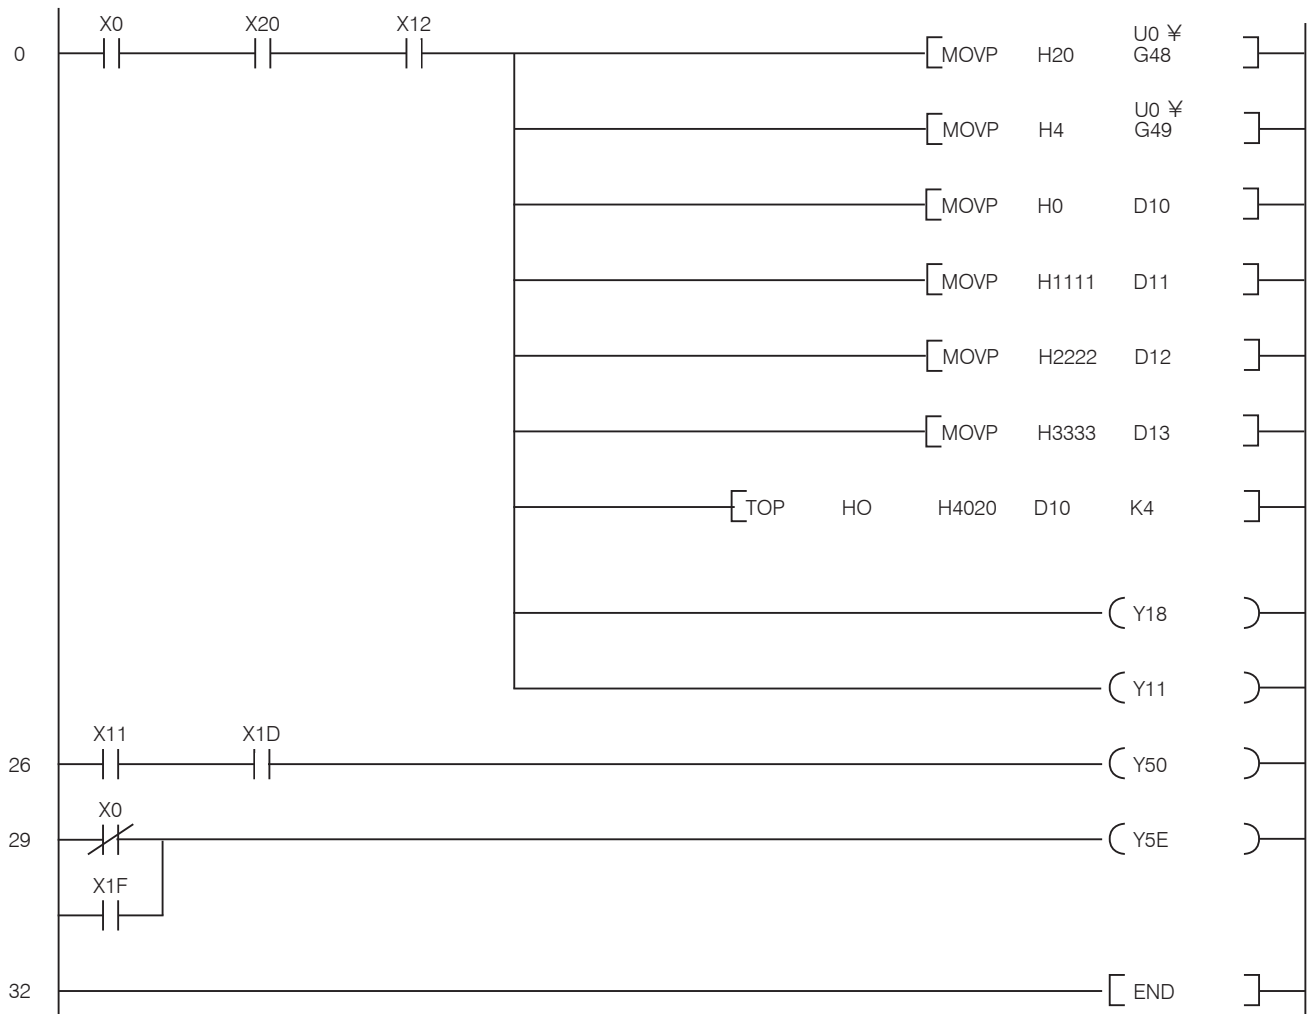 X0 X20 X12
U0 ¥
0 MOVP H20 G48
U0 ¥
MOVP H4 G49
MOVP H0 D10
MOVP H1111 D11
MOVP H2222 D12
MOVP H3333 D13
TOP HO H4020 D10 K4
Y18
Y11
X11 X1D
26 Y50
X0
29 Y5E
X1F
32 END